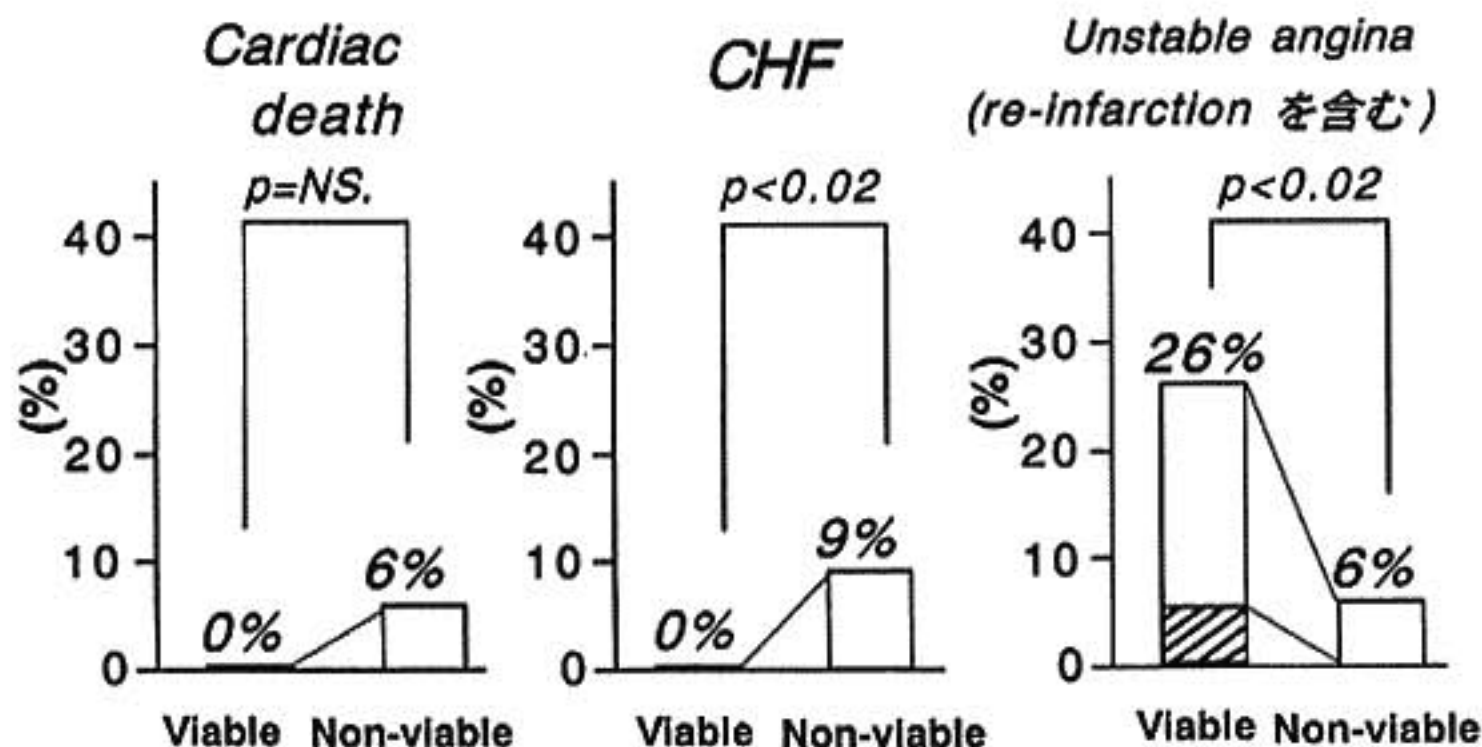 Cardiac
death
p=NS.
(%)
40
30
20
10
0
0%
6%
Viable Non-viable
CHF
p<0.02
(%)
40
30
20
10
0
0%
9%
Viable Non-viable
Unstable angina
(re-infarction を含む)
p<0.02
(%)
40
30
20
10
0
26%
6%
Viable Non-viable